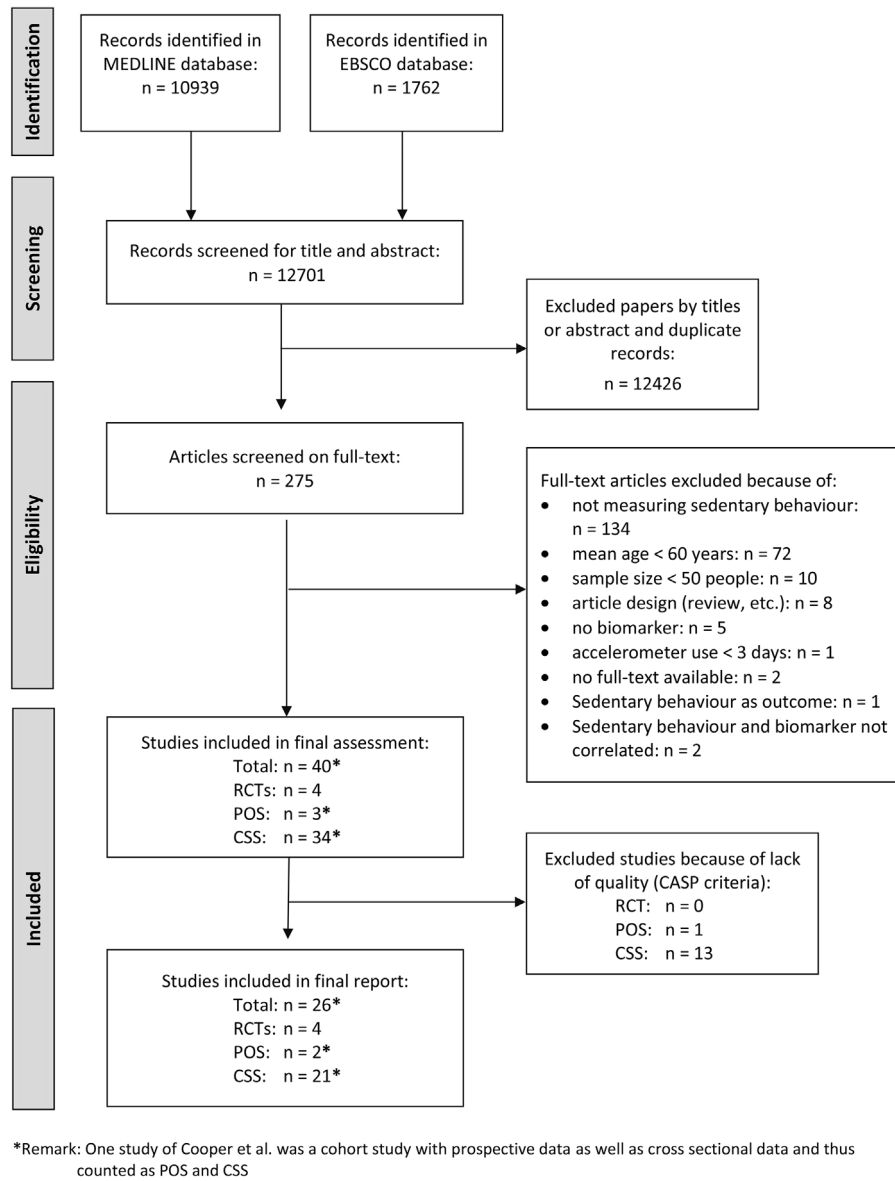 Identification
Records identified in
MEDLINE database:
n = 10939
Records identified in
EBSCO database:
n = 1762
Screening
Records screened for title and abstract:
n = 12701
Excluded papers by titles
or abstract and duplicate
records:
n = 12426
Eligibility
Articles screened on full-text:
n = 275
Full-text articles excluded because of:
• not measuring sedentary behaviour:
n = 134
• mean age < 60 years: n = 72
• sample size < 50 people: n = 10
• article design (review, etc.): n = 8
• no biomarker: n = 5
• accelerometer use < 3 days: n = 1
• no full-text available: n = 2
• Sedentary behaviour as outcome: n = 1
• Sedentary behaviour and biomarker not
correlated: n = 2
Included
Studies included in final assessment:
Total: n = 40*
RCTs: n = 4
POS: n = 3*
CSS: n = 34*
Excluded studies because of lack
of quality (CASP criteria):
RCT: n = 0
POS: n = 1
CSS: n = 13
Studies included in final report:
Total: n = 26*
RCTs: n = 4
POS: n = 2*
CSS: n = 21*
*Remark: One study of Cooper et al. was a cohort study with prospective data as well as cross sectional data and thus
counted as POS and CSS